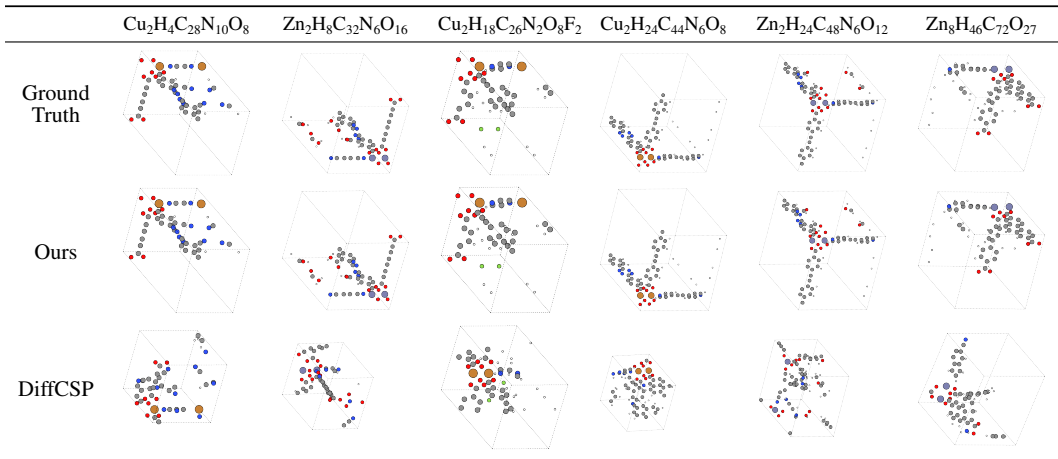 Cu₂H₄C₂₈N₁₀O₈ Zn₂H₈C₃₂N₆O₁₆ Cu₂H₁₈C₂₆N₂O₈F₂ Cu₂H₂₄C₄₄N₆O₈ Zn₂H₂₄C₄₈N₆O₁₂ Zn₈H₄₆C₇₂O₂₇
Ground
Truth
Ours
DiffCSP